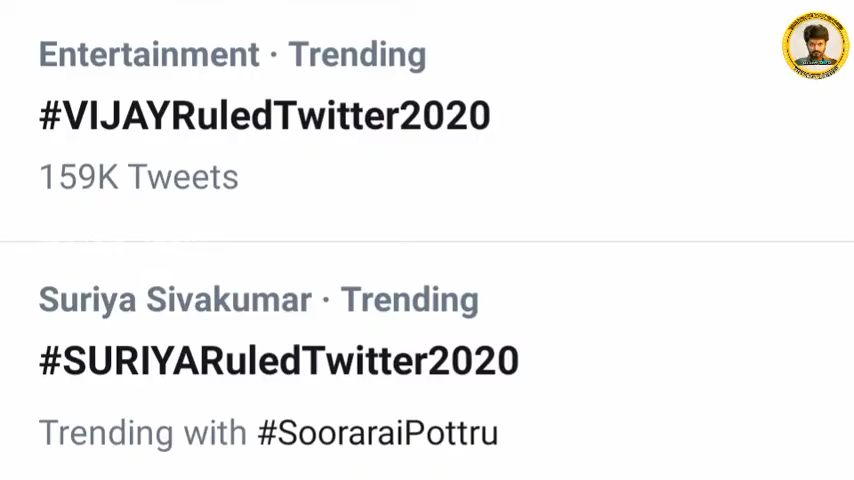 Entertainment · Trending
#VIJAYRuledTwitter2020
159K Tweets
Suriya Sivakumar · Trending
#SURIYARuledTwitter2020
Trending with #SooraraiPottru